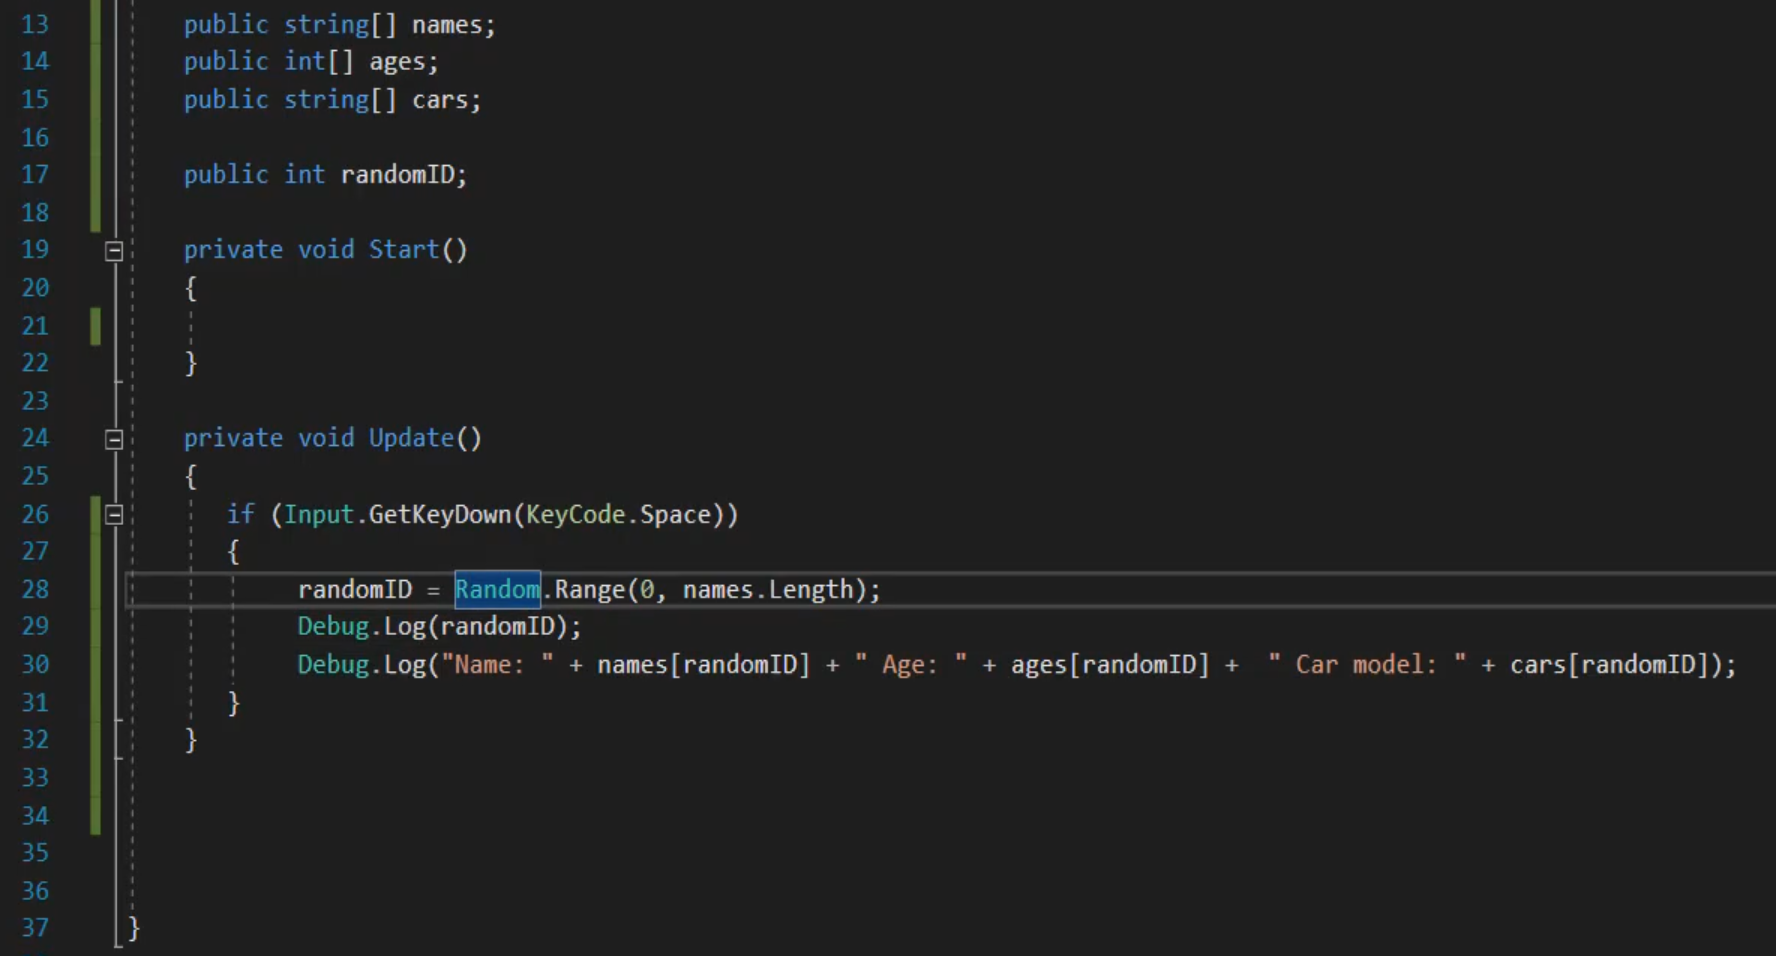 13 public string[] names;
14 public int[] ages;
15 public string[] cars;
16
17 public int randomID;
18
19 private void Start()
20 {
21
22 }
23
24 private void Update()
25 {
26 if (Input.GetKeyDown(KeyCode.Space))
27 {
28 randomID = Random.Range(0, names.Length);
29 Debug.Log(randomID);
30 Debug.Log("Name: " + names[randomID] + " Age: " + ages[randomID] +  " Car model: " + cars[randomID]);
31 }
32 }
33
34
35
36
37 }